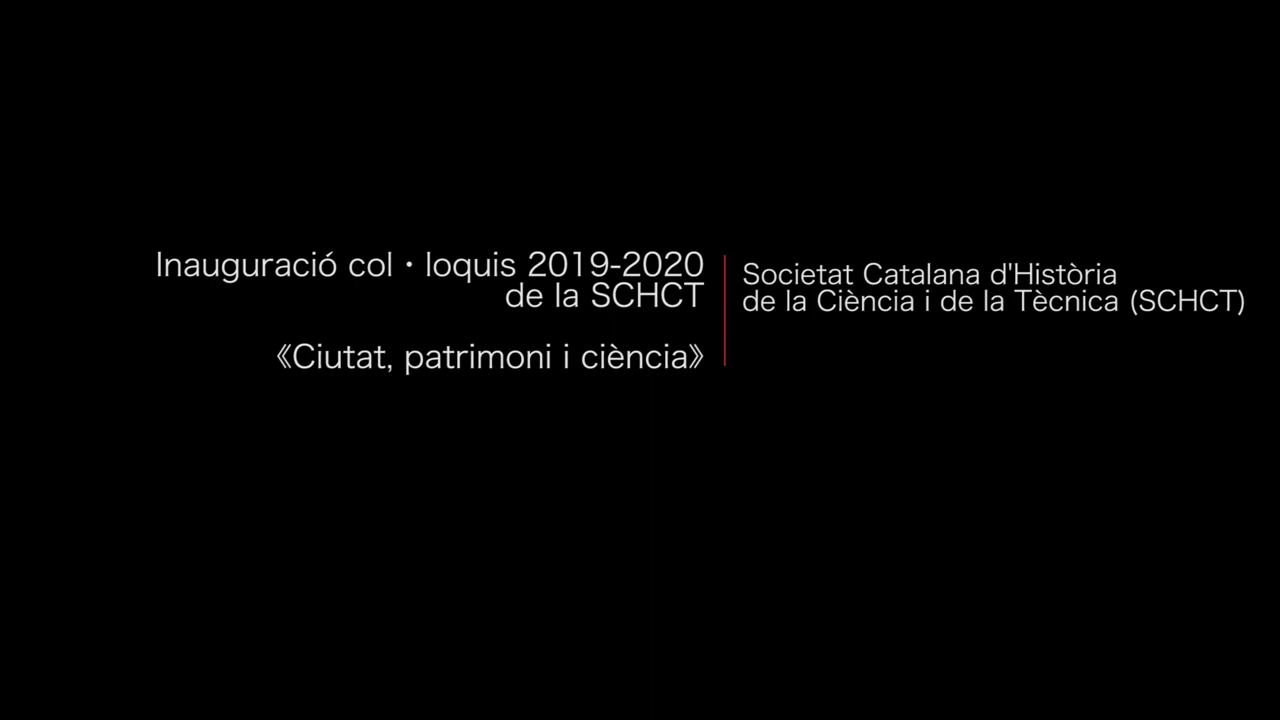 Inauguració col · loquis 2019-2020
de la SCHCT
《Ciutat, patrimoni i ciència》
Societat Catalana d'Història
de la Ciència i de la Tècnica (SCHCT)